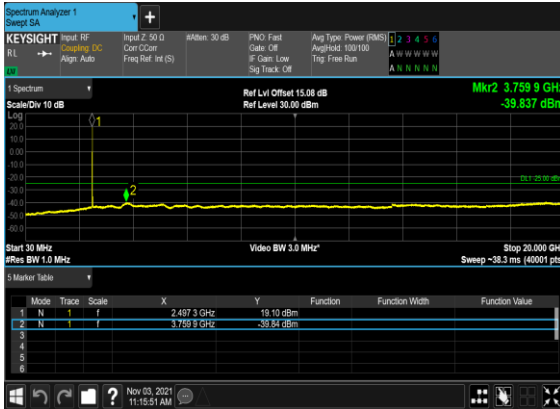 Spectrum Analyzer 1
Swept SA
KEYSIGHT
RL
Input: RF
Coupling: DC
Align: Auto
Input Z: 50 Ω
Corr CCorr
Freq Ref: Int (S)
#Atten: 30 dB
PNO: Fast
Gate: Off
IF Gain: Low
Sig Track: Off
Avg Type: Power (RMS)
Avg|Hold: 100/100
Trig: Free Run
1 2 3 4 5 6
A W W W W W
A N N N N N
1 Spectrum
Scale/Div 10 dB
Ref Lvl Offset 15.08 dB
Ref Level 30.00 dBm
Mkr2 3.759 9 GHz
-39.837 dBm
Log
20.0
10.0
0.00
-10.0
-20.0
-30.0
-40.0
-50.0
-60.0
1
2
DL1 -25.00 dBm
Start 30 MHz
#Res BW 1.0 MHz
Video BW 3.0 MHz*
Stop 20.000 GHz
Sweep ~38.3 ms (40001 pts)
5 Marker Table
Mode Trace Scale X Y Function Function Width Function Value
1 N 1 f 2.497 3 GHz 19.10 dBm
2 N 1 f 3.759 9 GHz -39.84 dBm
3
4
5
6
Nov 03, 2021
11:15:51 AM